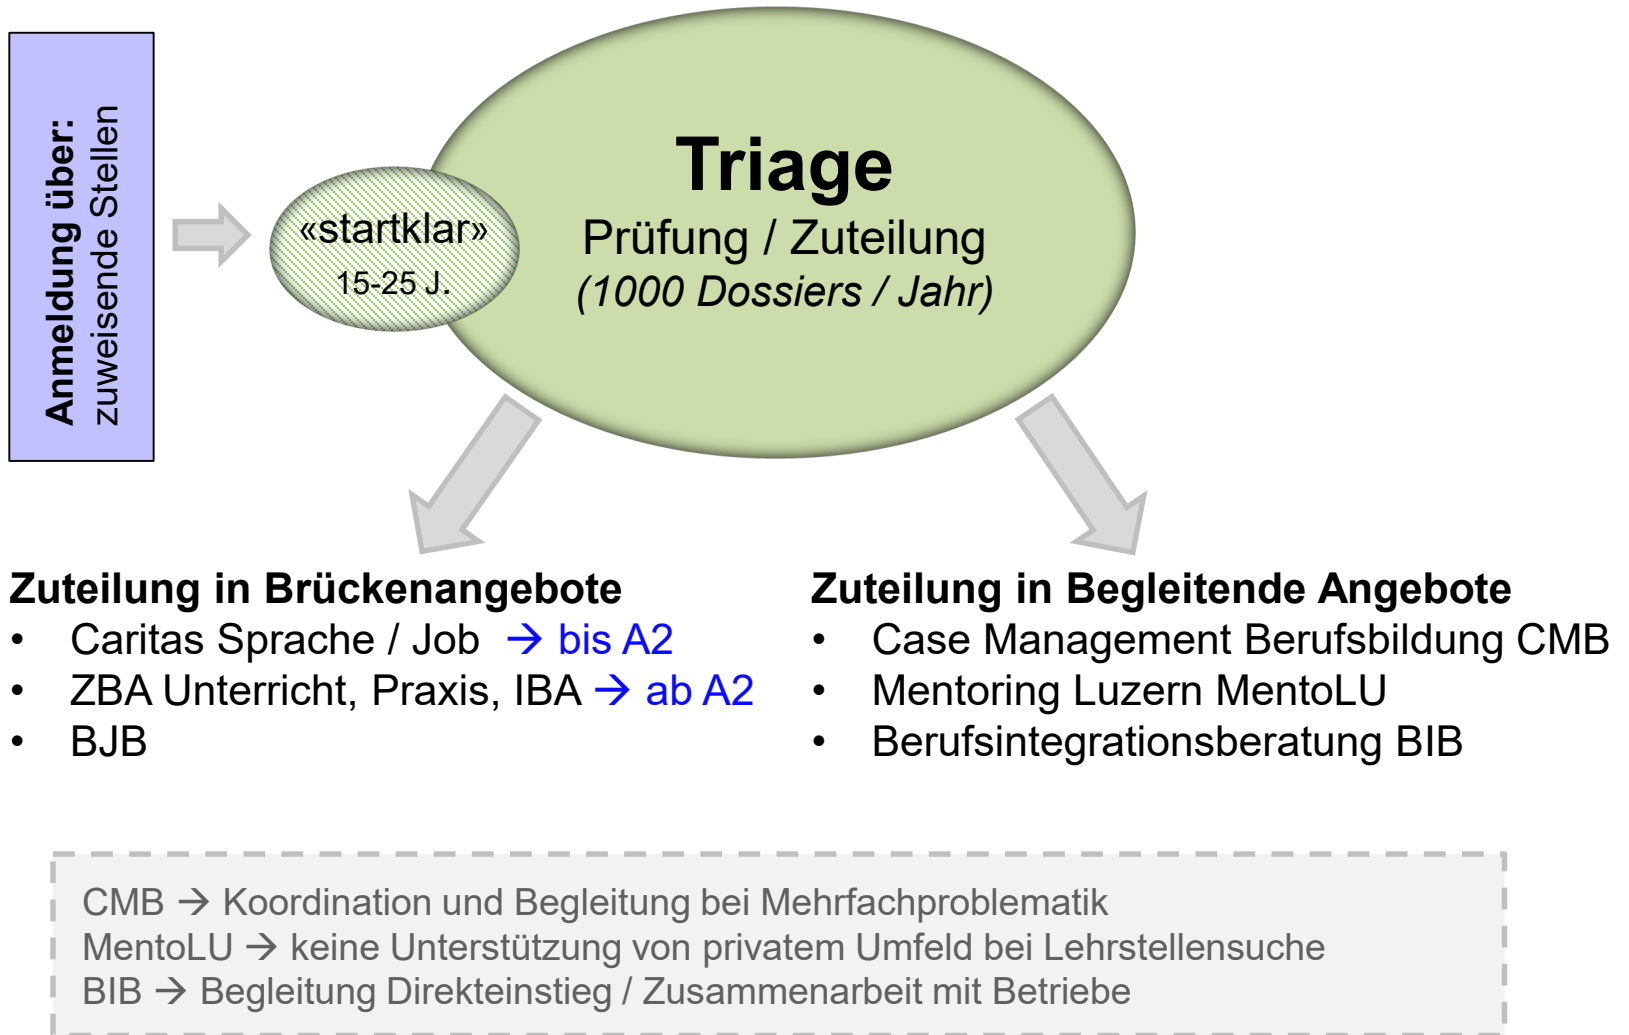 Anmeldung über:
zuweisende Stellen
«startklar»
15-25 J.
Triage
Prüfung / Zuteilung
(1000 Dossiers / Jahr)
Zuteilung in Brückenangebote
• Caritas Sprache / Job → bis A2
• ZBA Unterricht, Praxis, IBA → ab A2
• BJB
Zuteilung in Begleitende Angebote
• Case Management Berufsbildung CMB
• Mentoring Luzern MentoLU
• Berufsintegrationsberatung BIB
CMB → Koordination und Begleitung bei Mehrfachproblematik
MentoLU → keine Unterstützung von privatem Umfeld bei Lehrstellensuche
BIB → Begleitung Direkteinstieg / Zusammenarbeit mit Betriebe